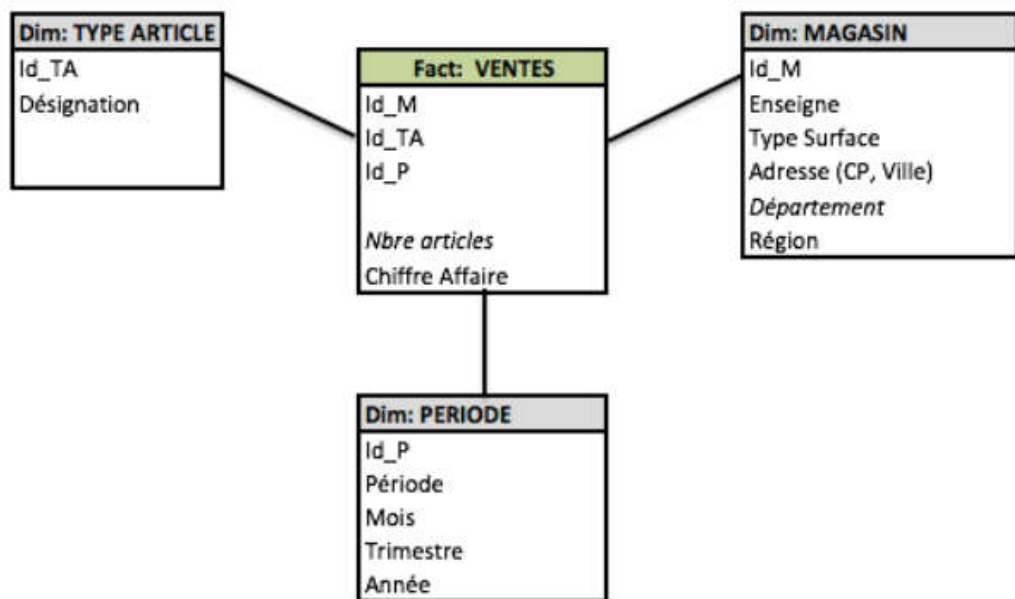 Dim: TYPE ARTICLE
Id_TA
Désignation
Fact: VENTES
Id_M
Id_TA
Id_P
Nbre articles
Chiffre Affaire
Dim: MAGASIN
Id_M
Enseigne
Type Surface
Adresse (CP, Ville)
Département
Région
Dim: PERIODE
Id_P
Période
Mois
Trimestre
Année